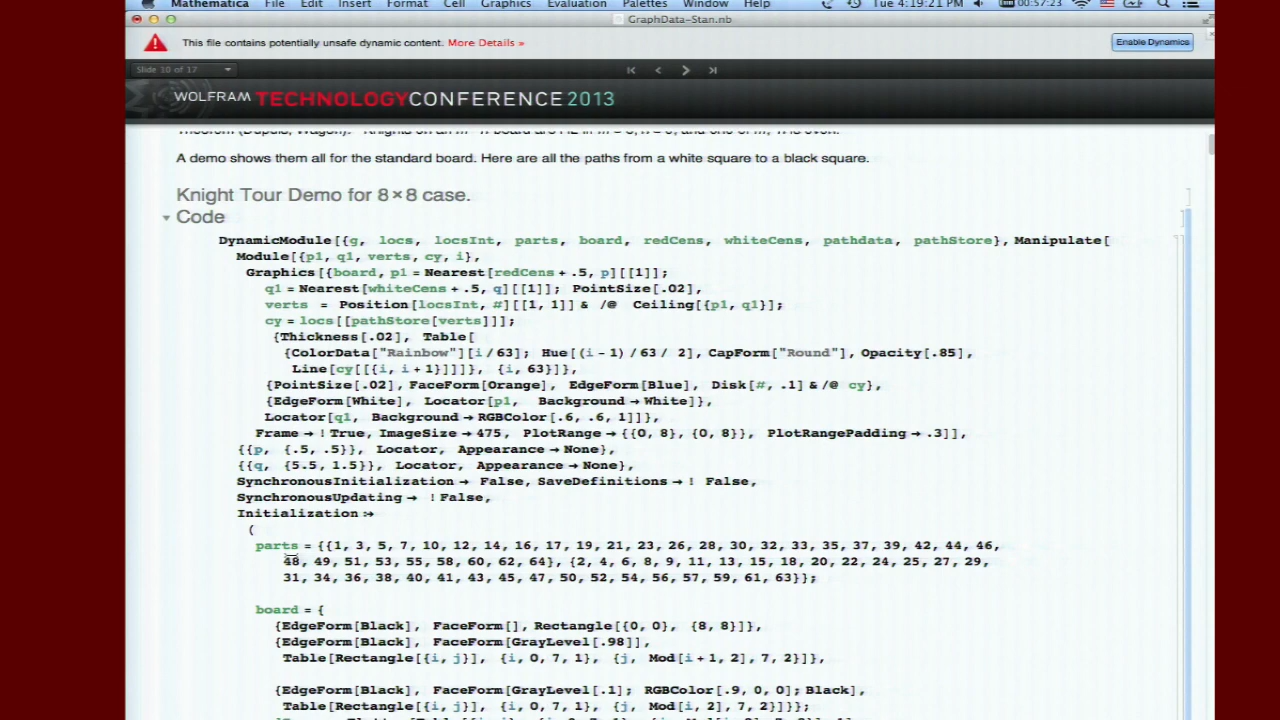 Mathematica File Edit Insert Format Cell Graphics Evaluation Palettes Window Help Tue 4:19:21 PM 00:57:23
GraphData-Stan.nb
This file contains potentially unsafe dynamic content. More Details » Enable Dynamics
Slide 10 of 17
WOLFRAM TECHNOLOGYCONFERENCE 2013
A demo shows them all for the standard board. Here are all the paths from a white square to a black square.
Knight Tour Demo for 8×8 case.
Code
DynamicModule[{g, locs, locsInt, parts, board, redCens, whiteCens, pathdata, pathStore}, Manipulate[
Module[{p1, q1, verts, cy, i},
Graphics[{board, p1 = Nearest[redCens + .5, p][[1]];
q1 = Nearest[whiteCens + .5, q][[1]]; PointSize[.02],
verts = Position[locsInt, #][[1, 1]] & /@ Ceiling[{p1, q1}];
cy = locs[[pathStore[verts]]];
{Thickness[.02], Table[
{ColorData["Rainbow"][i/63]; Hue[(i - 1)/63/2], CapForm["Round"], Opacity[.85],
Line[cy[[{i, i + 1}]]]}, {i, 63}]},
{PointSize[.02], FaceForm[Orange], EdgeForm[Blue], Disk[#, .1] & /@ cy},
{EdgeForm[White], Locator[p1, Background → White]},
Locator[q1, Background → RGBColor[.6, .6, 1]]},
Frame → ! True, ImageSize → 475, PlotRange → {{0, 8}, {0, 8}}, PlotRangePadding → .3]],
{{p, {.5, .5}}, Locator, Appearance → None},
{{q, {5.5, 1.5}}, Locator, Appearance → None},
SynchronousInitialization → False, SaveDefinitions → ! False,
SynchronousUpdating → ! False,
Initialization :→
(
parts = {{1, 3, 5, 7, 10, 12, 14, 16, 17, 19, 21, 23, 26, 28, 30, 32, 33, 35, 37, 39, 42, 44, 46,
48, 49, 51, 53, 55, 58, 60, 62, 64}, {2, 4, 6, 8, 9, 11, 13, 15, 18, 20, 22, 24, 25, 27, 29,
31, 34, 36, 38, 40, 41, 43, 45, 47, 50, 52, 54, 56, 57, 59, 61, 63}};
board = {
{EdgeForm[Black], FaceForm[], Rectangle[{0, 0}, {8, 8}]},
{EdgeForm[Black], FaceForm[GrayLevel[.98]],
Table[Rectangle[{i, j}], {i, 0, 7, 1}, {j, Mod[i + 1, 2], 7, 2}]},
{EdgeForm[Black], FaceForm[GrayLevel[.1]; RGBColor[.9, 0, 0]; Black],
Table[Rectangle[{i, j}], {i, 0, 7, 1}, {j, Mod[i, 2], 7, 2}]}};